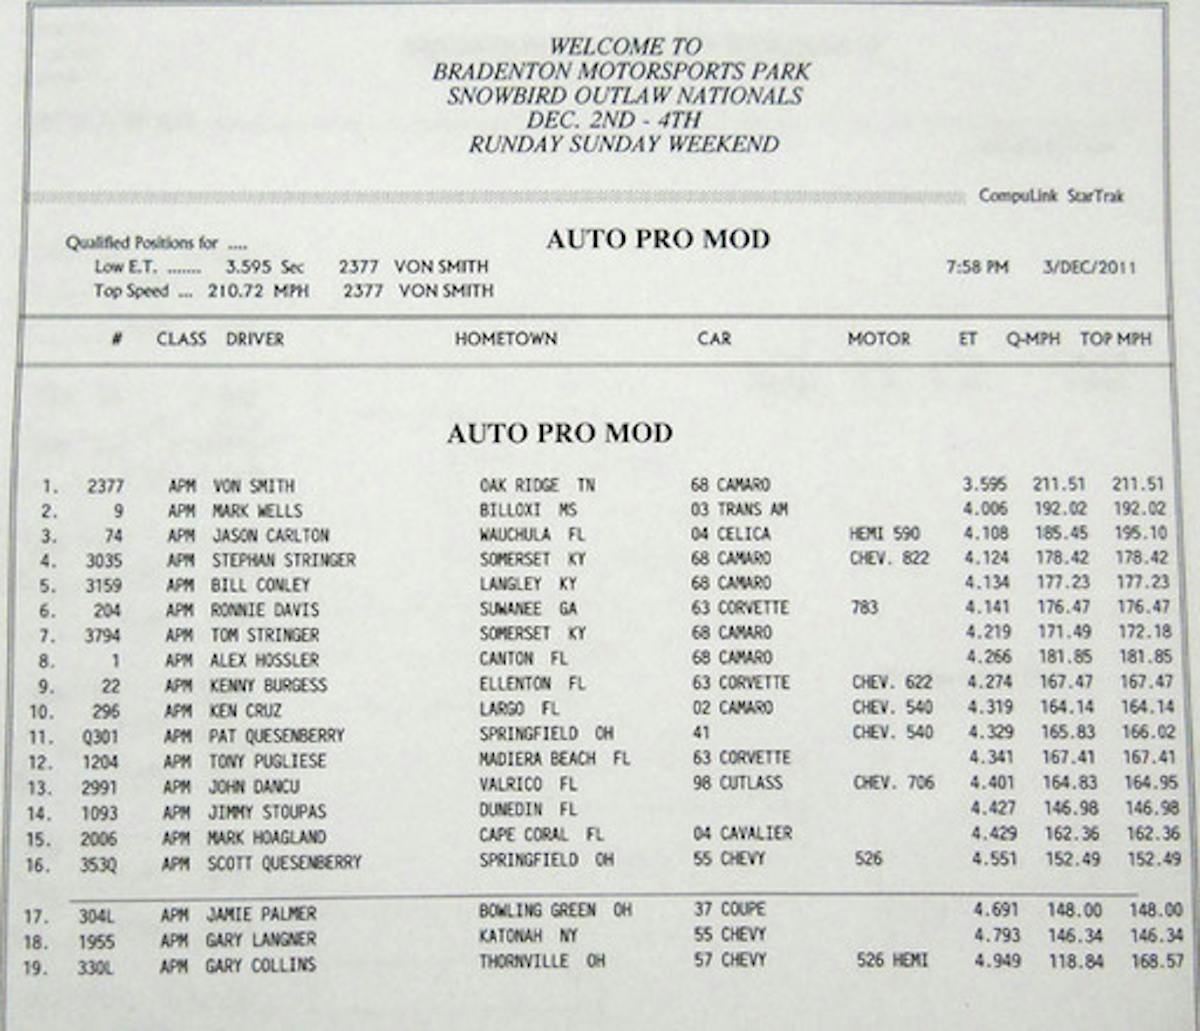 WELCOME TO
BRADENTON MOTORSPORTS PARK
SNOWBIRD OUTLAW NATIONALS
DEC. 2ND - 4TH
RUNDAY SUNDAY WEEKEND
CompuLink StarTrak
Qualified Positions for .... AUTO PRO MOD
Low E.T. ....... 3.595 Sec 2377 VON SMITH 7:58 PM 3/DEC/2011
Top Speed ... 210.72 MPH 2377 VON SMITH
# CLASS DRIVER HOMETOWN CAR MOTOR ET Q-MPH TOP MPH
AUTO PRO MOD
1. 2377 APM VON SMITH OAK RIDGE TN 68 CAMARO 3.595 211.51 211.51
2. 9 APM MARK WELLS BILLOXI MS 03 TRANS AM 4.006 192.02 192.02
3. 74 APM JASON CARLTON WAUCHULA FL 04 CELICA HEMI 590 4.108 185.45 195.10
4. 3035 APM STEPHAN STRINGER SOMERSET KY 68 CAMARO CHEV. 822 4.124 178.42 178.42
5. 3159 APM BILL CONLEY LANGLEY KY 68 CAMARO 4.134 177.23 177.23
6. 204 APM RONNIE DAVIS SUWANEE GA 63 CORVETTE 783 4.141 176.47 176.47
7. 3794 APM TOM STRINGER SOMERSET KY 68 CAMARO 4.219 171.49 172.18
8. 1 APM ALEX HOSSLER CANTON FL 68 CAMARO 4.266 181.85 181.85
9. 22 APM KENNY BURGESS ELLENTON FL 63 CORVETTE CHEV. 622 4.274 167.47 167.47
10. 296 APM KEN CRUZ LARGO FL 02 CAMARO CHEV. 540 4.319 164.14 164.14
11. Q301 APM PAT QUESENBERRY SPRINGFIELD OH 41 CHEV. 540 4.329 165.83 166.02
12. 1204 APM TONY PUGLIESE MADIERA BEACH FL 63 CORVETTE 4.341 167.41 167.41
13. 2991 APM JOHN DANCU VALRICO FL 98 CUTLASS CHEV. 706 4.401 164.83 164.95
14. 1093 APM JIMMY STOUPAS DUNEDIN FL 4.427 146.98 146.98
15. 2006 APM MARK HOAGLAND CAPE CORAL FL 04 CAVALIER 4.429 162.36 162.36
16. 353Q APM SCOTT QUESENBERRY SPRINGFIELD OH 55 CHEVY 526 4.551 152.49 152.49
17. 304L APM JAMIE PALMER BOWLING GREEN OH 37 COUPE 4.691 148.00 148.00
18. 1955 APM GARY LANGNER KATONAH NY 55 CHEVY 4.793 146.34 146.34
19. 330L APM GARY COLLINS THORNVILLE OH 57 CHEVY 526 HEMI 4.949 118.84 168.57